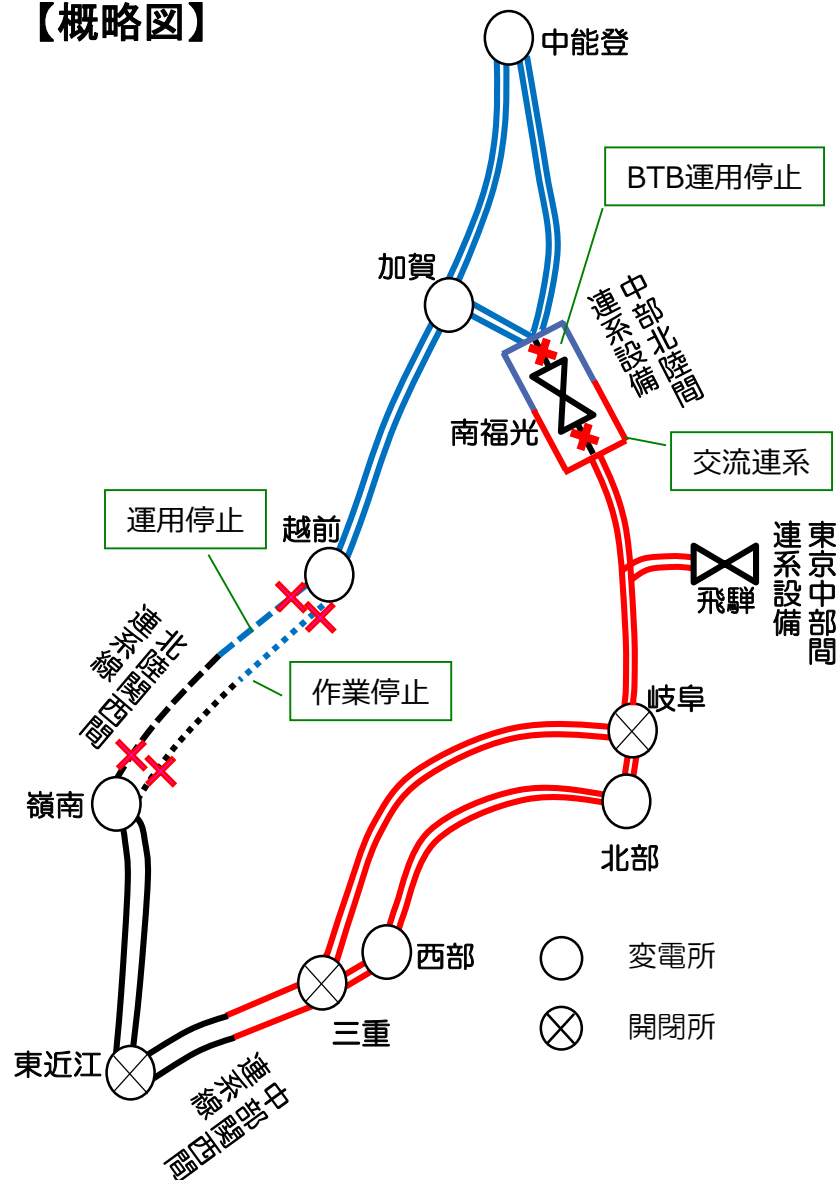 【概略図】
中能登
BTB運用停止
加賀
中部北陸間
連系設備
南福光
交流連系
運用停止
越前
東京中部間
連系設備
飛騨
北陸関西間
連系線
作業停止
岐阜
嶺南
北部
西部
変電所
三重
開閉所
東近江
中部関西間
連系線